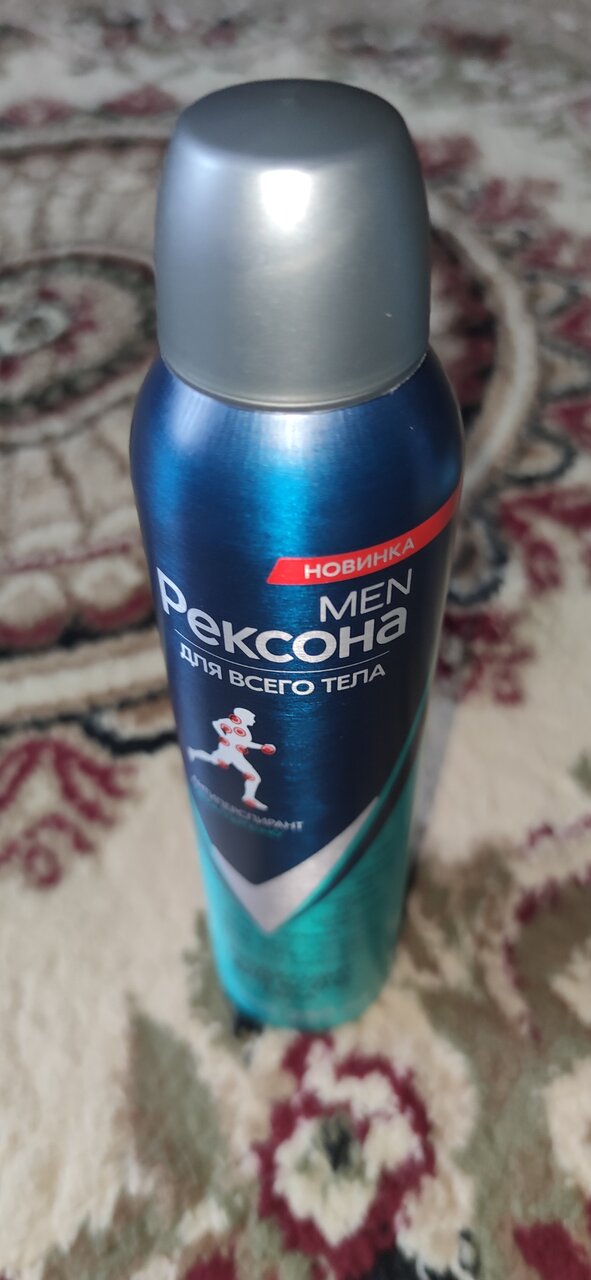 НОВИНКА
MEN
Рексона
ДЛЯ ВСЕГО ТЕЛА
АНТИПЕРСПИРАНТ